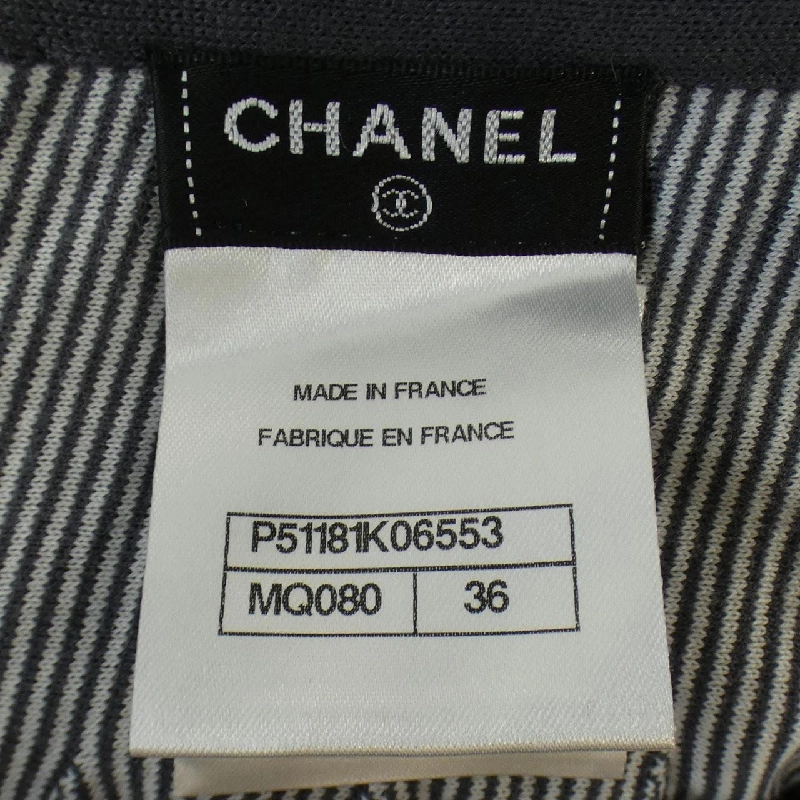 CHANEL
MADE IN FRANCE
FABRIQUE EN FRANCE
P51181K06553
MQ080 36